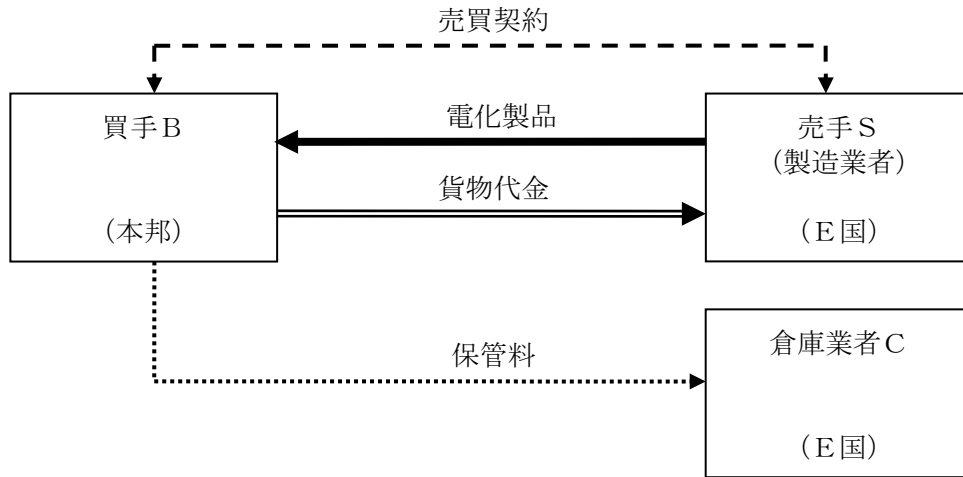 売買契約
買手Ｂ
（本邦）
電化製品
貨物代金
売手Ｓ
（製造業者）
（Ｅ国）
保管料
倉庫業者Ｃ
（Ｅ国）